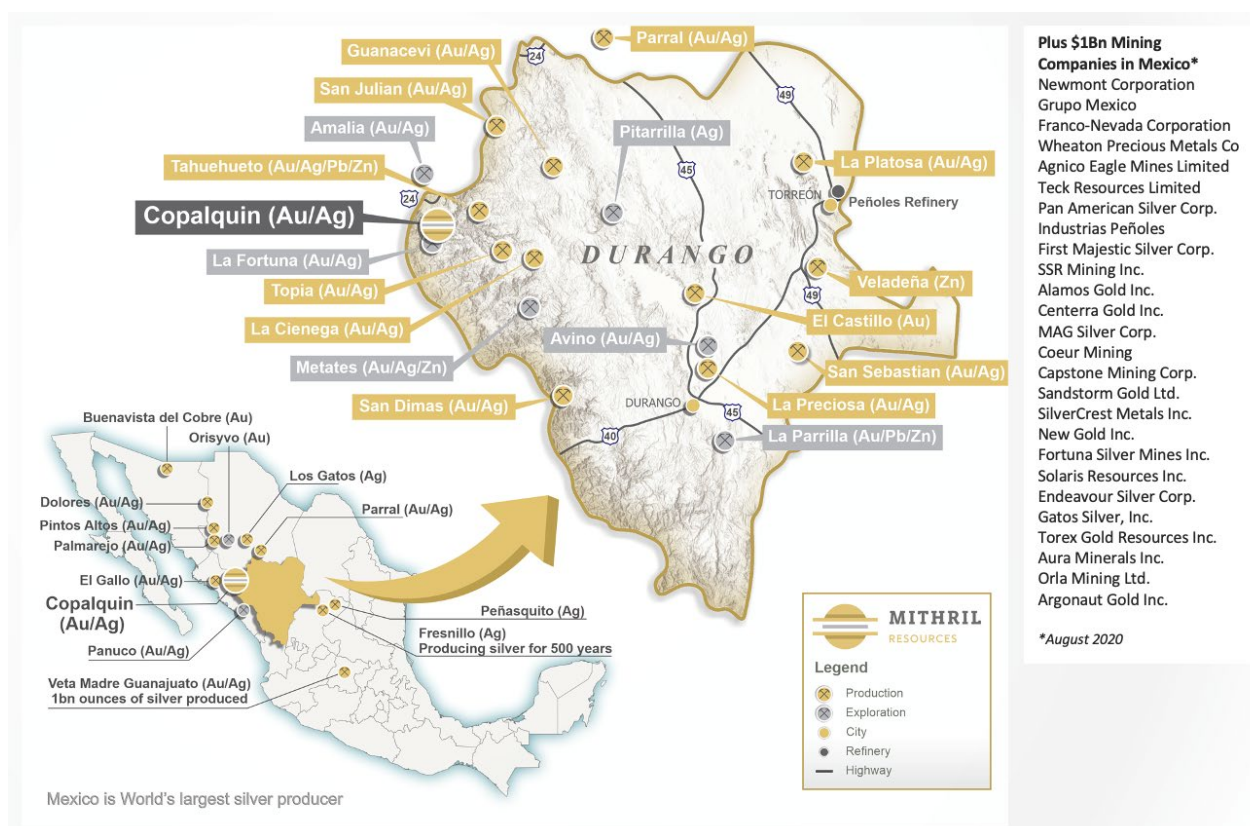 Parral (Au/Ag)
Guanacevi (Au/Ag)
24
San Julian (Au/Ag)
49
Amalia (Au/Ag)
Pitarrilla (Ag)
Tahuehueto (Au/Ag/Pb/Zn)
La Platosa (Au/Ag)
45
24
TORREÓN
Peñoles Refinery
Copalquin (Au/Ag)
La Fortuna (Au/Ag)
DURANGO
Topia (Au/Ag)
Veladeña (Zn)
49
La Cienega (Au/Ag)
El Castillo (Au)
Avino (Au/Ag)
Metates (Au/Ag/Zn)
San Sebastian (Au/Ag)
San Dimas (Au/Ag)
DURANGO
La Preciosa (Au/Ag)
45
40
La Parrilla (Au/Pb/Zn)
Buenavista del Cobre (Au)
Orisyvo (Au)
Los Gatos (Ag)
Dolores (Au/Ag)
Parral (Au/Ag)
Pintos Altos (Au/Ag)
Palmarejo (Au/Ag)
El Gallo (Au/Ag)
Copalquin
(Au/Ag)
Panuco (Au/Ag)
Peñasquito (Ag)
Fresnillo (Ag)
Producing silver for 500 years
Veta Madre Guanajuato (Au/Ag)
1bn ounces of silver produced
Mexico is World's largest silver producer
MITHRIL
RESOURCES
Legend
Production
Exploration
City
Refinery
Highway
Plus $1Bn Mining
Companies in Mexico*
Newmont Corporation
Grupo Mexico
Franco-Nevada Corporation
Wheaton Precious Metals Co
Agnico Eagle Mines Limited
Teck Resources Limited
Pan American Silver Corp.
Industrias Peñoles
First Majestic Silver Corp.
SSR Mining Inc.
Alamos Gold Inc.
Centerra Gold Inc.
MAG Silver Corp.
Coeur Mining
Capstone Mining Corp.
Sandstorm Gold Ltd.
SilverCrest Metals Inc.
New Gold Inc.
Fortuna Silver Mines Inc.
Solaris Resources Inc.
Endeavour Silver Corp.
Gatos Silver, Inc.
Torex Gold Resources Inc.
Aura Minerals Inc.
Orla Mining Ltd.
Argonaut Gold Inc.
*August 2020